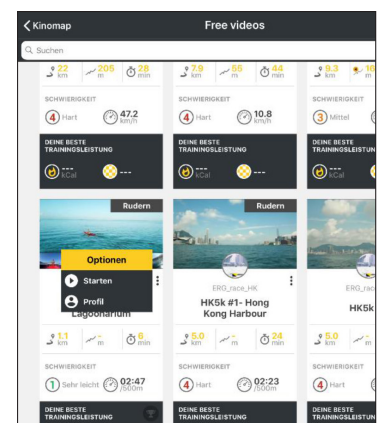 Kinomap
Free videos
Suchen
22 km
205 m
28 min
7.9 km
55 m
44 min
9.3 km
SCHWIERIGKEIT
4 Hart
47.2 km/h
SCHWIERIGKEIT
4 Hart
10.8 km/h
SCHWIERIGKEIT
3 Mittel
DEINE BESTE
TRAININGSLEISTUNG
--- kCal
---
DEINE BESTE
TRAININGSLEISTUNG
--- kCal
---
DEINE BESTE
TRAININGSLEISTUNG
--- kCal
Rudern
Optionen
Starten
Profil
Lagoonarium
1.1 km
- m
6 min
SCHWIERIGKEIT
1 Sehr leicht
02:47 /500m
DEINE BESTE
TRAININGSLEISTUNG
Rudern
ERG_race_HK
HK5k #1- Hong
Kong Harbour
5.0 km
- m
24 min
SCHWIERIGKEIT
4 Hart
02:23 /500m
DEINE BESTE
TRAININGSLEISTUNG
ERG_rac
HK5k
5.0 km
- m
SCHWIERIGKEIT
4 Hart
DEINE BESTE
TRAININGSLEISTUNG